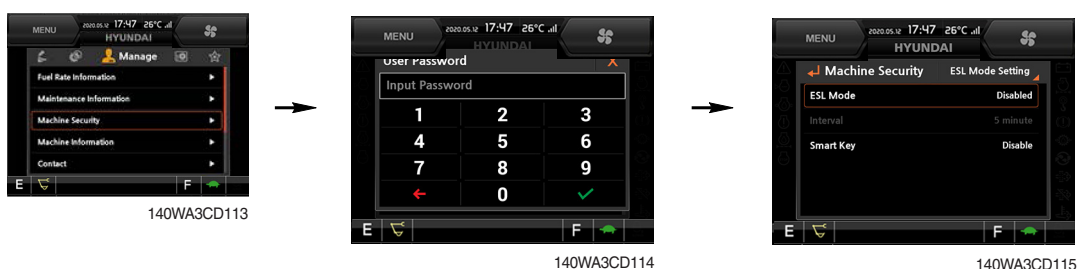 MENU
2020.05.12 17:47 26°C
HYUNDAI
Manage
Fuel Rate Information
Maintenance Information
Machine Security
Machine Information
Contact
E F
140WA3CD113
MENU
2020.05.12 17:47 26°C
HYUNDAI
User Password X
Input Password
1 2 3
4 5 6
7 8 9
0
E F
140WA3CD114
MENU
2020.05.12 17:47 26°C
HYUNDAI
Machine Security ESL Mode Setting
ESL Mode Disabled
Interval 5 minute
Smart Key Disable
E F
140WA3CD115